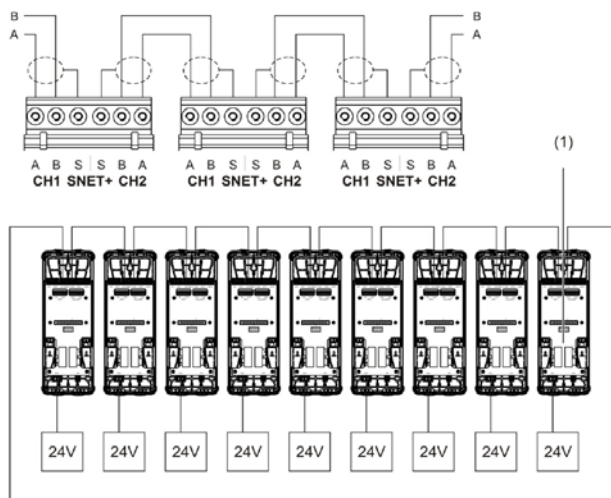 B B
A A
A B S S B A A B S S B A A B S S B A
CH1 SNET+ CH2 CH1 SNET+ CH2 CH1 SNET+ CH2
(1)
24V 24V 24V 24V 24V 24V 24V 24V 24V